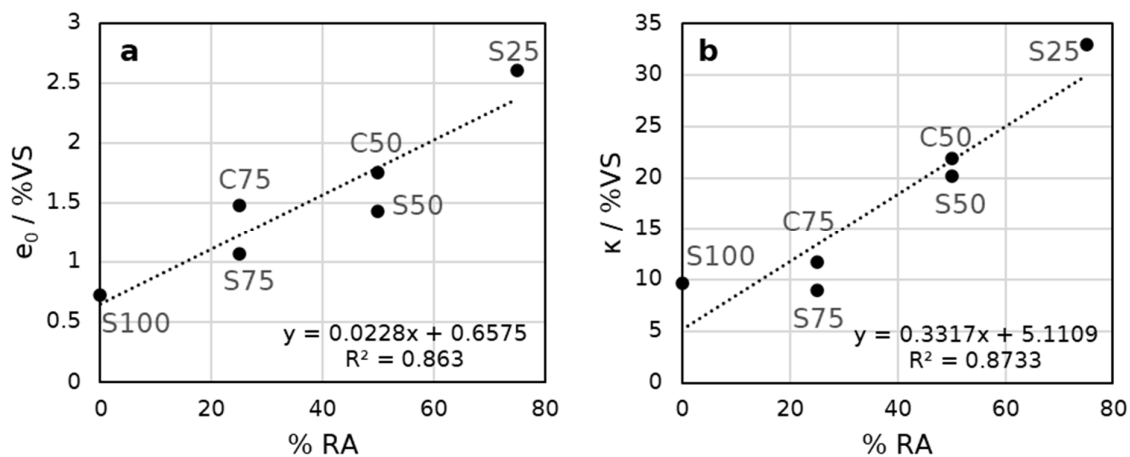 a
e₀ / %VS
3
2.5
2
1.5
1
0.5
0
S25
C50
C75
S50
S75
S100
y = 0.0228x + 0.6575
R² = 0.863
0 20 40 60 80
% RA
b
κ / %VS
35
30
25
20
15
10
5
0
S25
C50
S50
C75
S100
S75
y = 0.3317x + 5.1109
R² = 0.8733
0 20 40 60 80
% RA